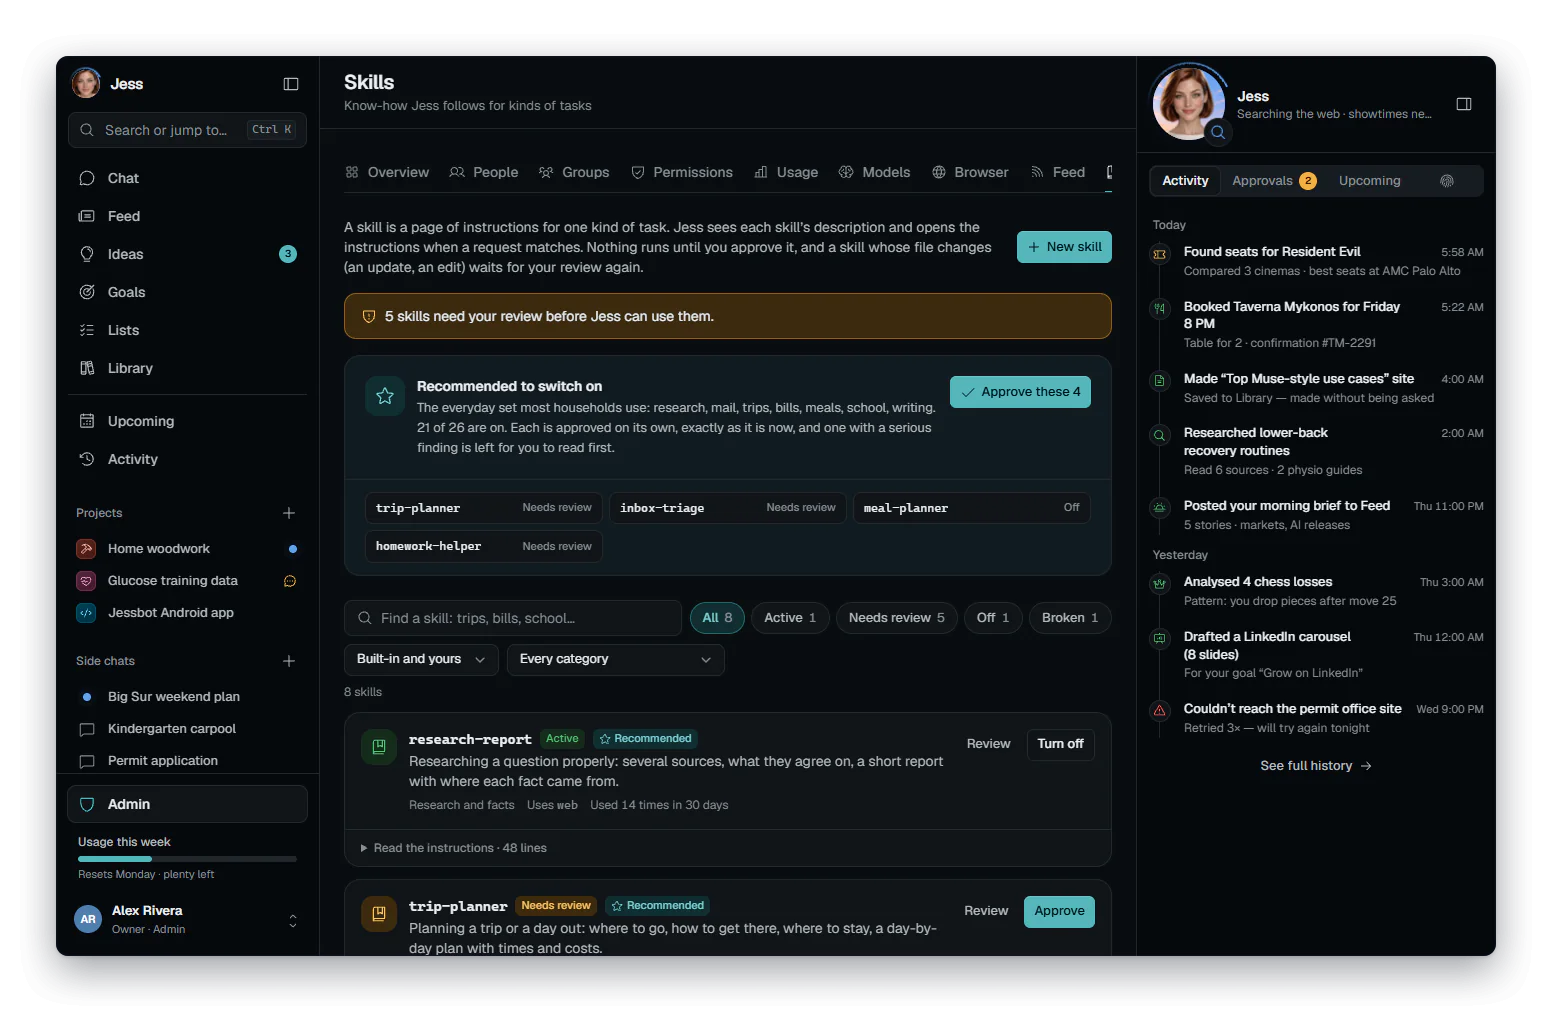 Jess
Search or jump to...
Ctrl K
Chat
Feed
Ideas
3
Goals
Lists
Library
Upcoming
Activity
Projects
Home woodwork
Glucose training data
Jessbot Android app
Side chats
Big Sur weekend plan
Kindergarten carpool
Permit application
Admin
Usage this week
Resets Monday · plenty left
AR
Alex Rivera
Owner · Admin
Skills
Know-how Jess follows for kinds of tasks
Overview
People
Groups
Permissions
Usage
Models
Browser
Feed
A skill is a page of instructions for one kind of task. Jess sees each skill's description and opens the
instructions when a request matches. Nothing runs until you approve it, and a skill whose file changes
(an update, an edit) waits for your review again.
New skill
5 skills need your review before Jess can use them.
Recommended to switch on
The everyday set most households use: research, mail, trips, bills, meals, school, writing.
21 of 26 are on. Each is approved on its own, exactly as it is now, and one with a serious
finding is left for you to read first.
Approve these 4
trip-planner
Needs review
inbox-triage
Needs review
meal-planner
Off
homework-helper
Needs review
Find a skill: trips, bills, school...
All 8
Active 1
Needs review 5
Off 1
Broken 1
Built-in and yours
Every category
8 skills
research-report
Active
Recommended
Researching a question properly: several sources, what they agree on, a short report
with where each fact came from.
Research and facts
Uses web
Used 14 times in 30 days
Review
Turn off
Read the instructions · 48 lines
trip-planner
Needs review
Recommended
Planning a trip or a day out: where to go, how to get there, where to stay, a day-by-
day plan with times and costs.
Review
Approve
Jess
Searching the web · showtimes ne...
Activity
Approvals 2
Upcoming
Today
Found seats for Resident Evil
5:58 AM
Compared 3 cinemas · best seats at AMC Palo Alto
Booked Taverna Mykonos for Friday
8 PM
5:22 AM
Table for 2 · confirmation #TM-2291
Made “Top Muse-style use cases” site
4:00 AM
Saved to Library — made without being asked
Researched lower-back
recovery routines
2:00 AM
Read 6 sources · 2 physio guides
Posted your morning brief to Feed
Thu 11:00 PM
5 stories · markets, AI releases
Yesterday
Analysed 4 chess losses
Thu 3:00 AM
Pattern: you drop pieces after move 25
Drafted a LinkedIn carousel
(8 slides)
Thu 12:00 AM
For your goal “Grow on LinkedIn”
Couldn't reach the permit office site
Wed 9:00 PM
Retried 3× — will try again tonight
See full history